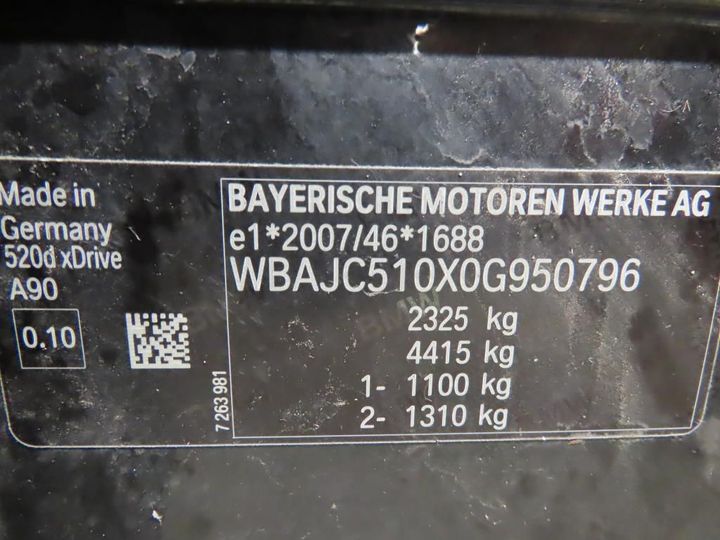 Made in
Germany
520d xDrive
A90
0.10
7 263 981
BAYERISCHE MOTOREN WERKE AG
e1*2007/46*1688
WBAJC510X0G950796
2325 kg
4415 kg
1- 1100 kg
2- 1310 kg
BMW